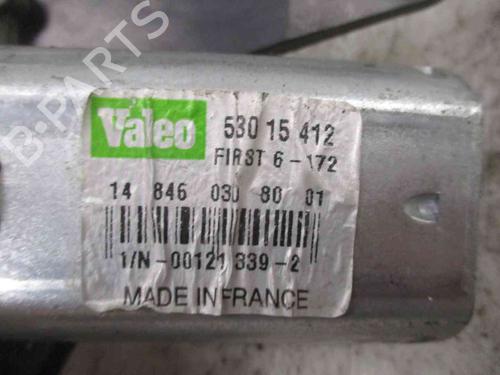 B-PARTS
Valeo
530 15 412
FIRST 6-172
14 846 030 80 01
1/N-00121 339-2
MADE IN FRANCE